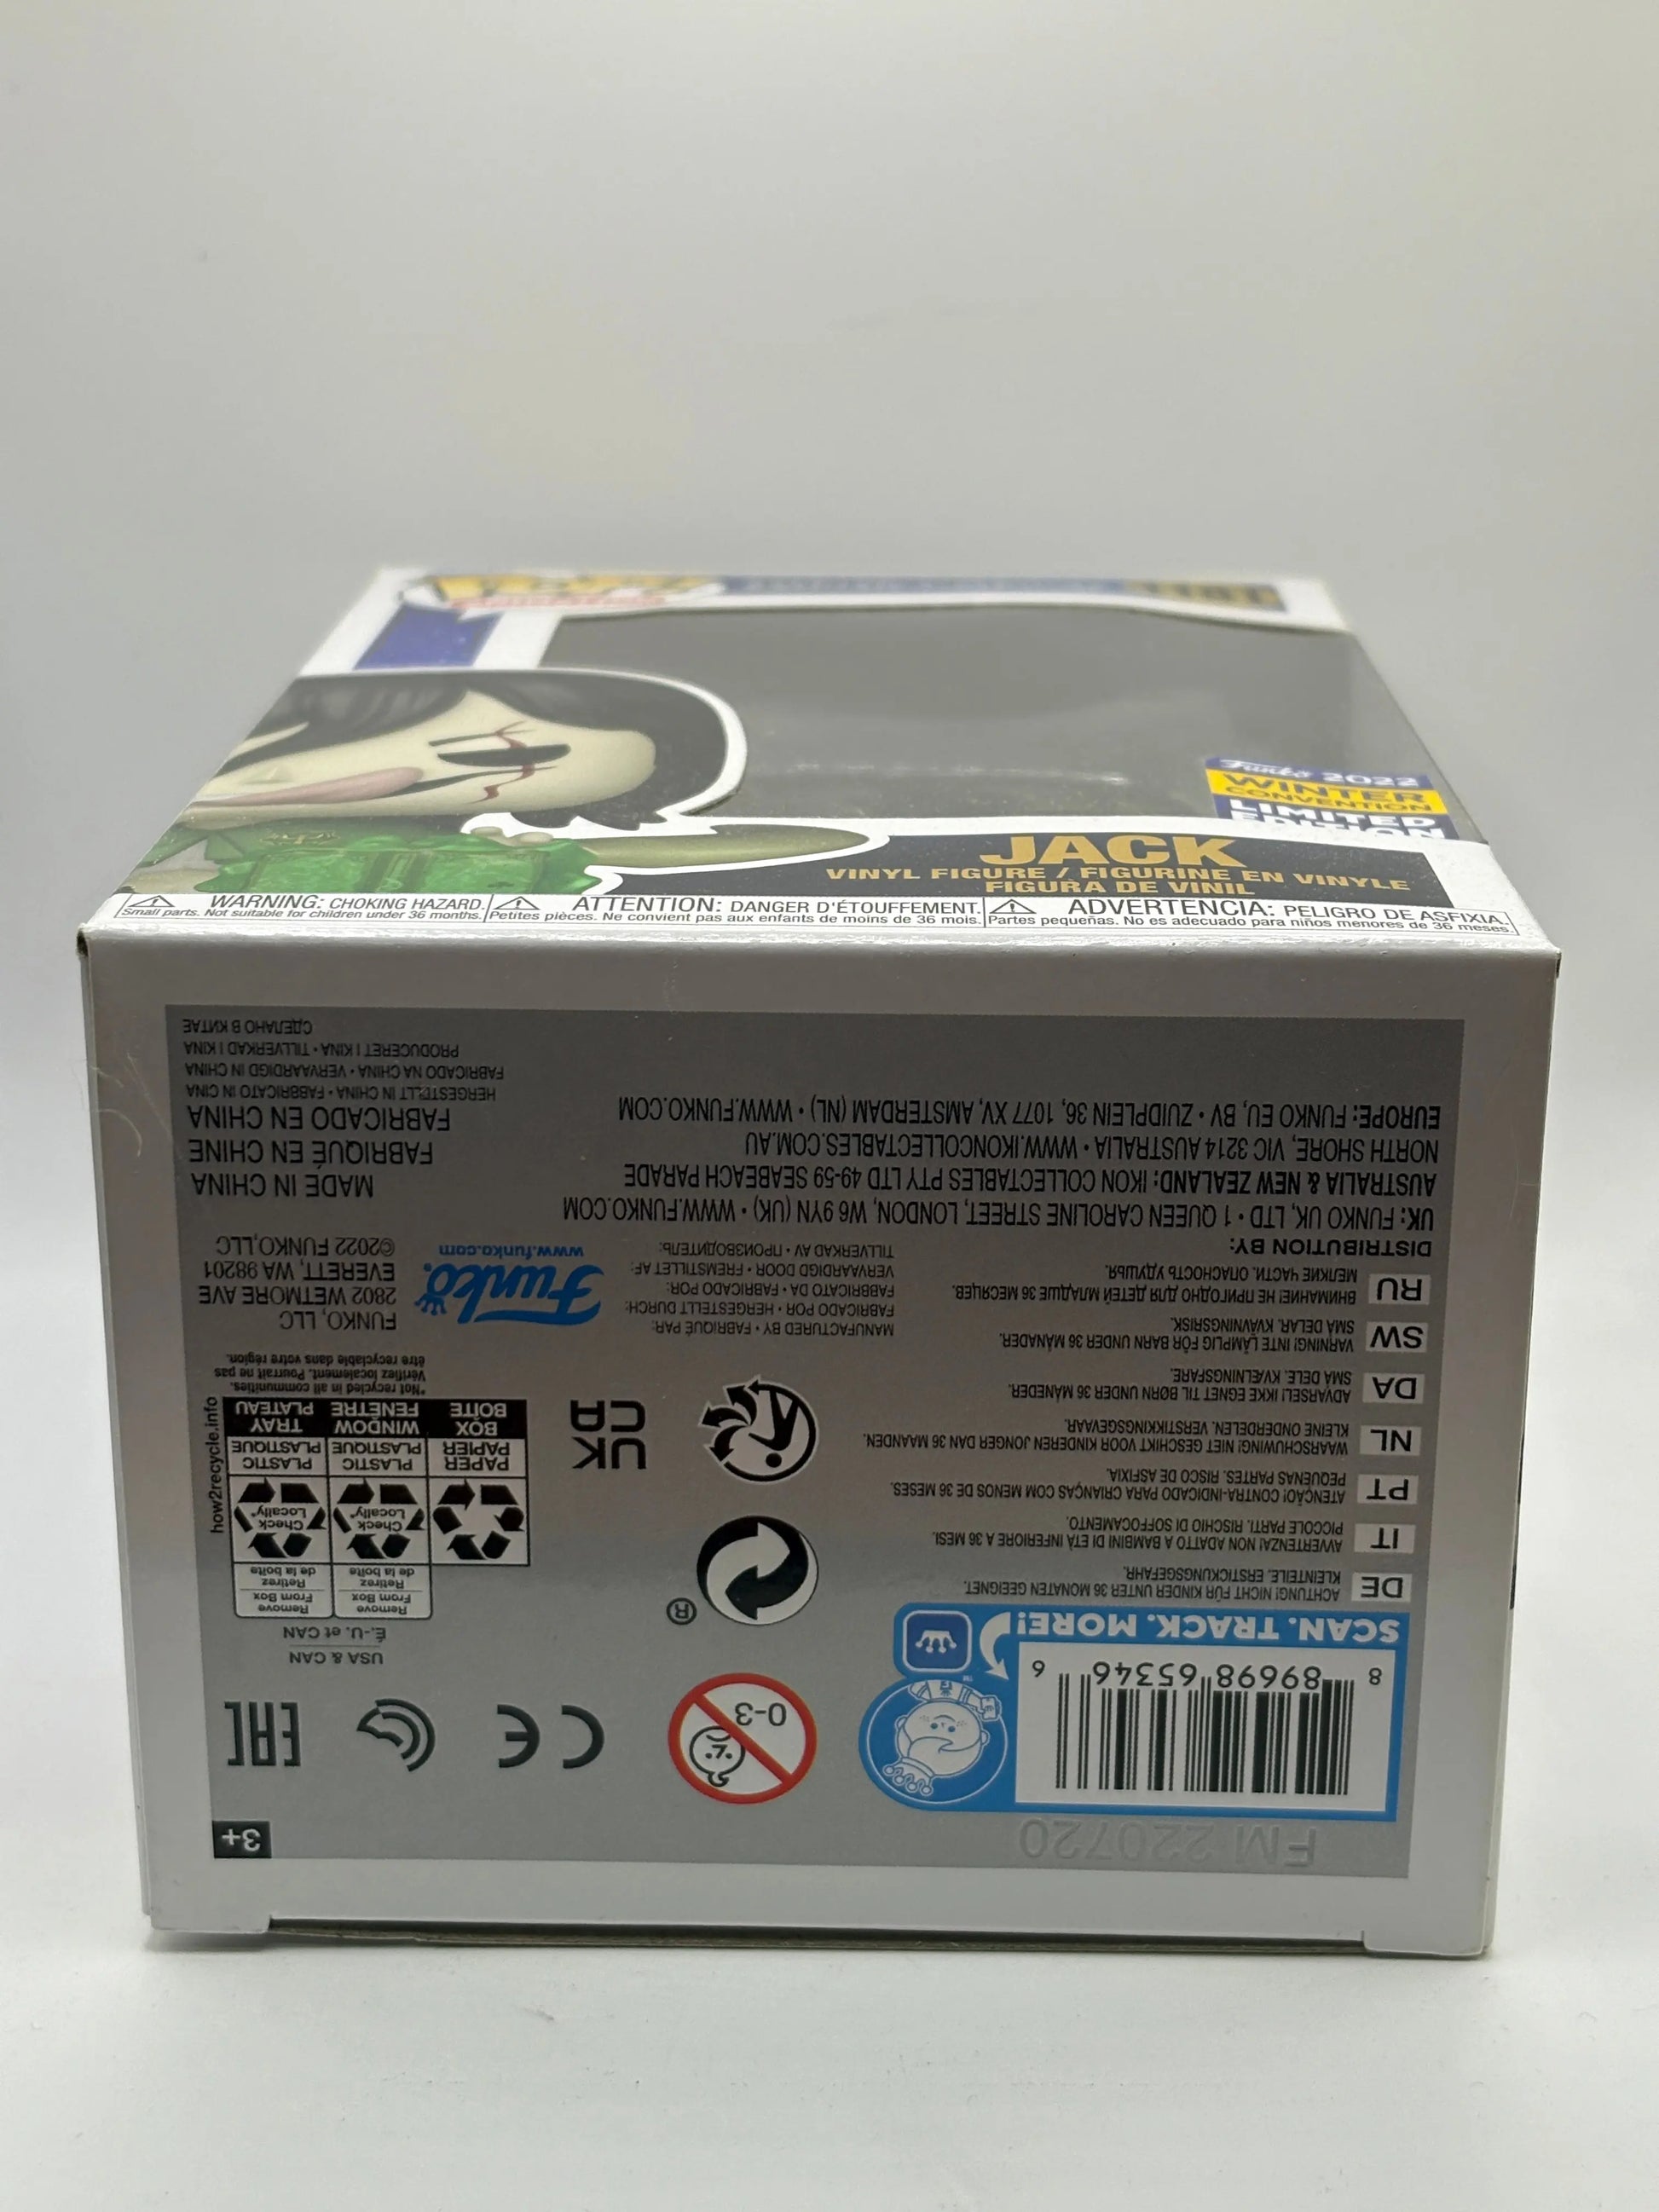 Funko 2022
WINTER
CONVENTION
LIMITED
EDITION
JACK
VINYL FIGURE / FIGURINE EN VINYLE
FIGURA DE VINIL
WARNING: CHOKING HAZARD.
Small parts. Not suitable for children under 36 months.
ATTENTION: DANGER D'ÉTOUFFEMENT.
Petites pièces. Ne convient pas aux enfants de moins de 36 mois.
ADVERTENCIA: PELIGRO DE ASFIXIA.
Partes pequeñas. No es adecuado para niños menores de 36 meses.
FM 220720
3+
8 89698 65346 6
SCAN. TRACK. MORE!
0-3
CE
EAC
USA & CAN
É.-U. et CAN
Remove
From Box
Retirez
de la boîte
Remove
From Box
Retirez
de la boîte
Check
Locally*
Check
Locally*
PAPER
PAPIER
BOX
BOÎTE
PLASTIC
PLASTIQUE
WINDOW
FENÊTRE
PLASTIC
PLASTIQUE
TRAY
PLATEAU
how2recycle.info
*Not recycled in all communities.
Vérifiez localement. Pourrait ne pas
être recyclable dans votre région.
®
UK
CA
DE
ACHTUNG! NICHT FÜR KINDER UNTER 36 MONATEN GEEIGNET.
KLEINTEILE. ERSTICKUNGSGEFAHR.
IT
AVVERTENZA! NON ADATTO A BAMBINI DI ETÀ INFERIORE A 36 MESI.
PICCOLE PARTI. RISCHIO DI SOFFOCAMENTO.
PT
ATENÇÃO! CONTRA-INDICADO PARA CRIANÇAS COM MENOS DE 36 MESES.
PEQUENAS PARTES. RISCO DE ASFIXIA.
NL
WAARSCHUWING! NIET GESCHIKT VOOR KINDEREN JONGER DAN 36 MAANDEN.
KLEINE ONDERDELEN. VERSTIKKINGSGEVAAR.
DA
ADVARSEL! IKKE EGNET TIL BØRN UNDER 36 MÅNEDER.
SMÅ DELE. KVÆLNINGSFARE.
SW
VARNING! INTE LÄMPLIG FÖR BARN UNDER 36 MÅNADER.
SMÅ DELAR. KVÄVNINGSRISK.
RU
ВНИМАНИЕ! НЕ ПРИГОДНО ДЛЯ ДЕТЕЙ МЛАДШЕ 36 МЕСЯЦЕВ.
МЕЛКИЕ ЧАСТИ. ОПАСНОСТЬ УДУШЬЯ.
MANUFACTURED BY • FABRIQUÉ PAR:
FABRICADO POR • HERGESTELLT DURCH:
FABBRICATO DA • FABRICADO POR:
VERVAARDIGD DOOR • FREMSTILLET AF:
TILLVERKAD AV • ПРОИЗВОДИТЕЛЬ:
Funko
www.funko.com
FUNKO, LLC
2802 WETMORE AVE
EVERETT, WA 98201
©2022 FUNKO,LLC
DISTRIBUTION BY:
UK: FUNKO UK, LTD • 1 QUEEN CAROLINE STREET, LONDON, W6 9YN (UK) • WWW.FUNKO.COM
AUSTRALIA & NEW ZEALAND: IKON COLLECTABLES PTY LTD 49-59 SEABEACH PARADE
NORTH SHORE, VIC 3214 AUSTRALIA • WWW.IKONCOLLECTABLES.COM.AU
EUROPE: FUNKO EU, BV • ZUIDPLEIN 36, 1077 XV, AMSTERDAM (NL) • WWW.FUNKO.COM
MADE IN CHINA
FABRIQUÉ EN CHINE
FABRICADO EN CHINA
HERGESTELLT IN CHINA • FABBRICATO IN CINA
FABRICADO NA CHINA • VERVAARDIGD IN CHINA
PRODUCERET I KINA • TILLVERKAD I KINA
СДЕЛАНО В КИТАЕ